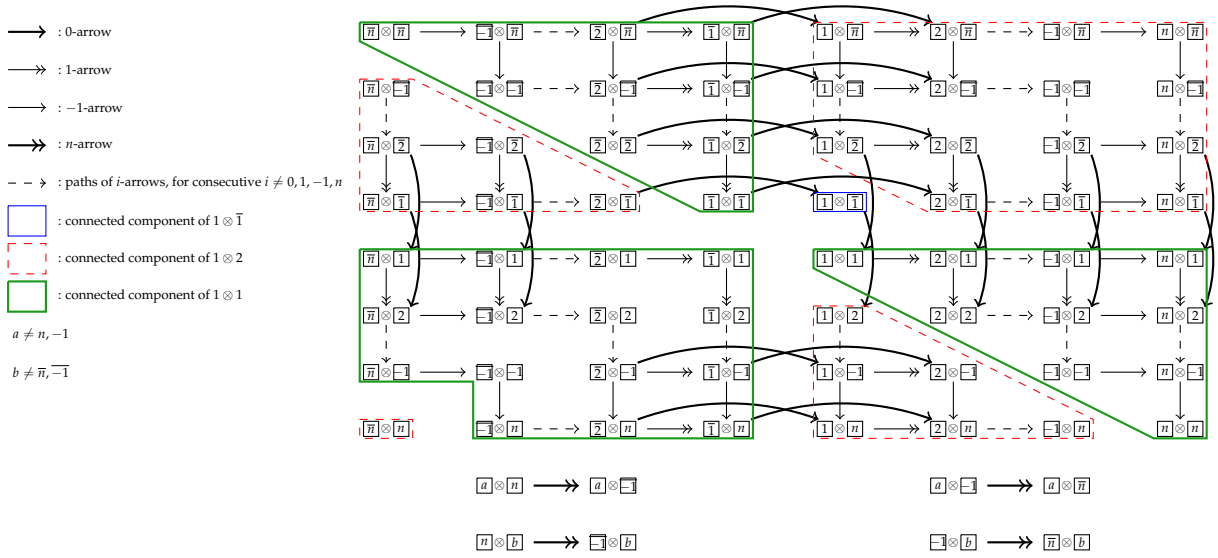 : 0-arrow
: 1-arrow
: −1-arrow
: n-arrow
: paths of i-arrows, for consecutive i ≠ 0, 1, −1, n
: connected component of 1 ⊗ 1̅
: connected component of 1 ⊗ 2
: connected component of 1 ⊗ 1
a ≠ n, −1
b ≠ n̅, −̅1̅
n̅ ⊗ n̅ −̅1̅ ⊗ n̅ 2̅ ⊗ n̅ 1̅ ⊗ n̅ 1 ⊗ n̅ 2 ⊗ n̅ −1 ⊗ n̅ n ⊗ n̅
n̅ ⊗ −̅1̅ −̅1̅ ⊗ −̅1̅ 2̅ ⊗ −̅1̅ 1̅ ⊗ −̅1̅ 1 ⊗ −̅1̅ 2 ⊗ −̅1̅ −1 ⊗ −̅1̅ n ⊗ −̅1̅
n̅ ⊗ 2̅ −̅1̅ ⊗ 2̅ 2̅ ⊗ 2̅ 1̅ ⊗ 2̅ 1 ⊗ 2̅ 2 ⊗ 2̅ −1 ⊗ 2̅ n ⊗ 2̅
n̅ ⊗ 1̅ −̅1̅ ⊗ 1̅ 2̅ ⊗ 1̅ 1̅ ⊗ 1̅ 1 ⊗ 1̅ 2 ⊗ 1̅ −1 ⊗ 1̅ n ⊗ 1̅
n̅ ⊗ 1 −̅1̅ ⊗ 1 2̅ ⊗ 1 1̅ ⊗ 1 1 ⊗ 1 2 ⊗ 1 −1 ⊗ 1 n ⊗ 1
n̅ ⊗ 2 −̅1̅ ⊗ 2 2̅ ⊗ 2 1̅ ⊗ 2 1 ⊗ 2 2 ⊗ 2 −1 ⊗ 2 n ⊗ 2
n̅ ⊗ −1 −̅1̅ ⊗ −1 2̅ ⊗ −1 1̅ ⊗ −1 1 ⊗ −1 2 ⊗ −1 −1 ⊗ −1 n ⊗ −1
n̅ ⊗ n −̅1̅ ⊗ n 2̅ ⊗ n 1̅ ⊗ n 1 ⊗ n 2 ⊗ n −1 ⊗ n n ⊗ n
a ⊗ n a ⊗ −̅1̅ a ⊗ −1 a ⊗ n̅
n ⊗ b −̅1̅ ⊗ b −1 ⊗ b n̅ ⊗ b